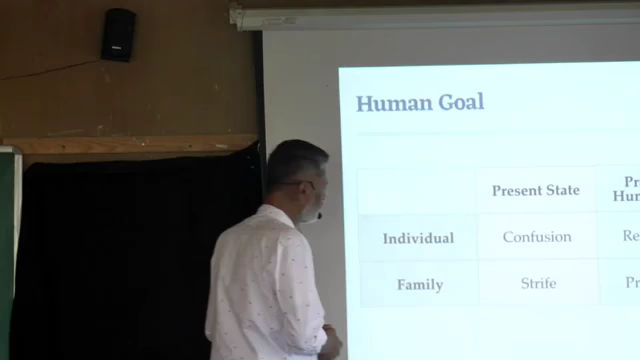 Human Goal
Present State
Individual
Confusion
Family
Strife